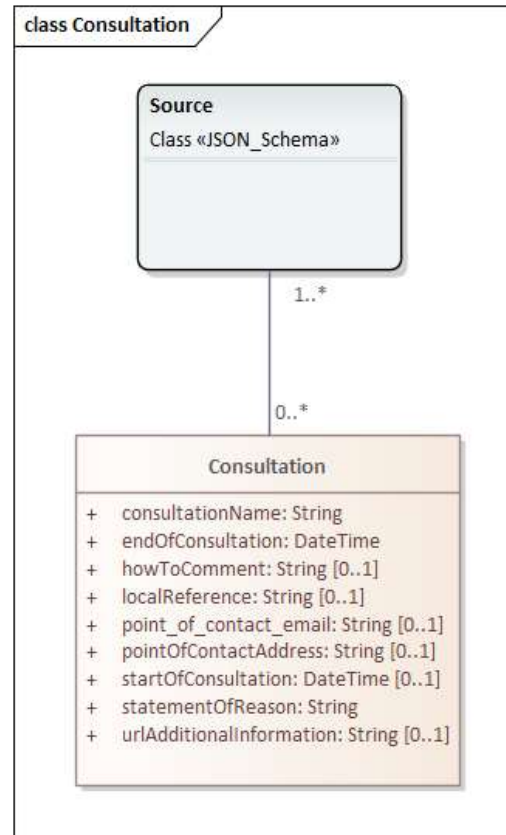 class Consultation
Source
Class «JSON_Schema»
1..*
0..*
Consultation
+ consultationName: String
+ endOfConsultation: DateTime
+ howToComment: String [0..1]
+ localReference: String [0..1]
+ point_of_contact_email: String [0..1]
+ pointOfContactAddress: String [0..1]
+ startOfConsultation: DateTime [0..1]
+ statementOfReason: String
+ urlAdditionalInformation: String [0..1]